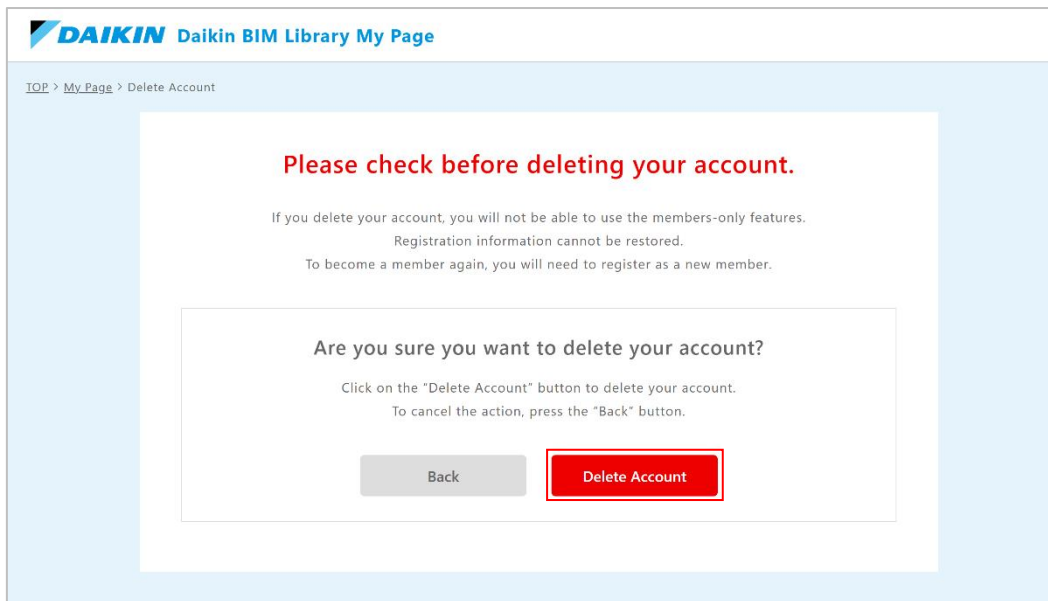 DAIKIN Daikin BIM Library My Page
TOP > My Page > Delete Account
Please check before deleting your account.
If you delete your account, you will not be able to use the members-only features.
Registration information cannot be restored.
To become a member again, you will need to register as a new member.
Are you sure you want to delete your account?
Click on the "Delete Account" button to delete your account.
To cancel the action, press the "Back" button.
Back Delete Account